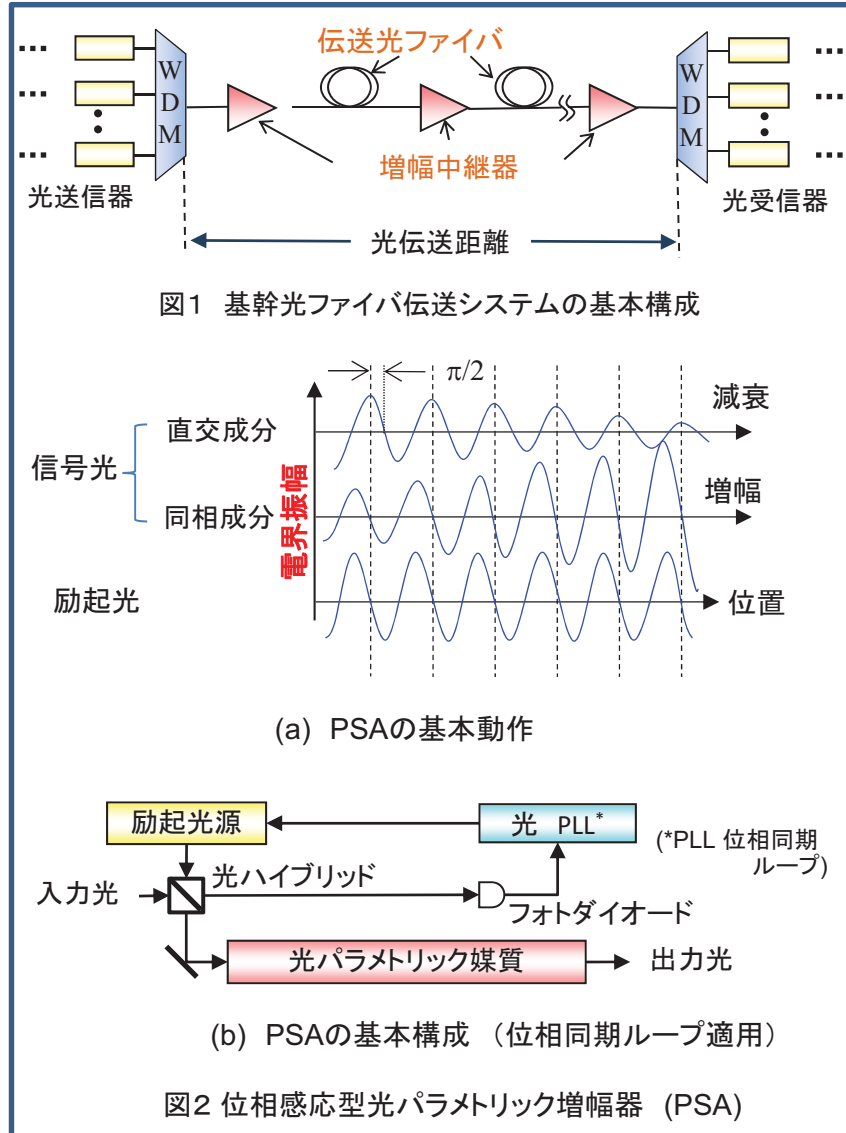 伝送光ファイバ
W
D
M
W
D
M
増幅中継器
光送信器
光受信器
光伝送距離
図1 基幹光ファイバ伝送システムの基本構成
π/2
減衰
直交成分
信号光
増幅
同相成分
電界振幅
励起光
位置
(a) PSAの基本動作
励起光源
光 PLL*
(*PLL 位相同期
ループ)
光ハイブリッド
入力光
フォトダイオード
光パラメトリック媒質
出力光
(b) PSAの基本構成 (位相同期ループ適用)
図2 位相感応型光パラメトリック増幅器 (PSA)